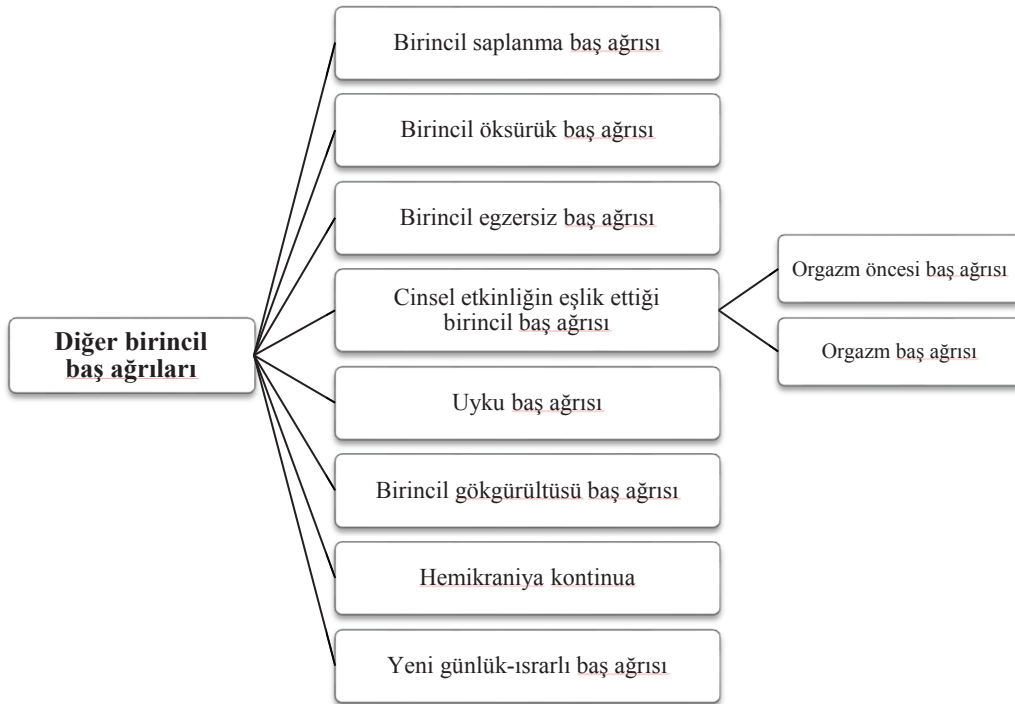 Diğer birincil
baş ağrıları
Birincil saplanma baş ağrısı
Birincil öksürük baş ağrısı
Birincil egzersiz baş ağrısı
Cinsel etkinliğin eşlik ettiği
birincil baş ağrısı
Orgazm öncesi baş ağrısı
Orgazm baş ağrısı
Uyku baş ağrısı
Birincil gökgürültüsü baş ağrısı
Hemikraniya kontinua
Yeni günlük-ısrarlı baş ağrısı